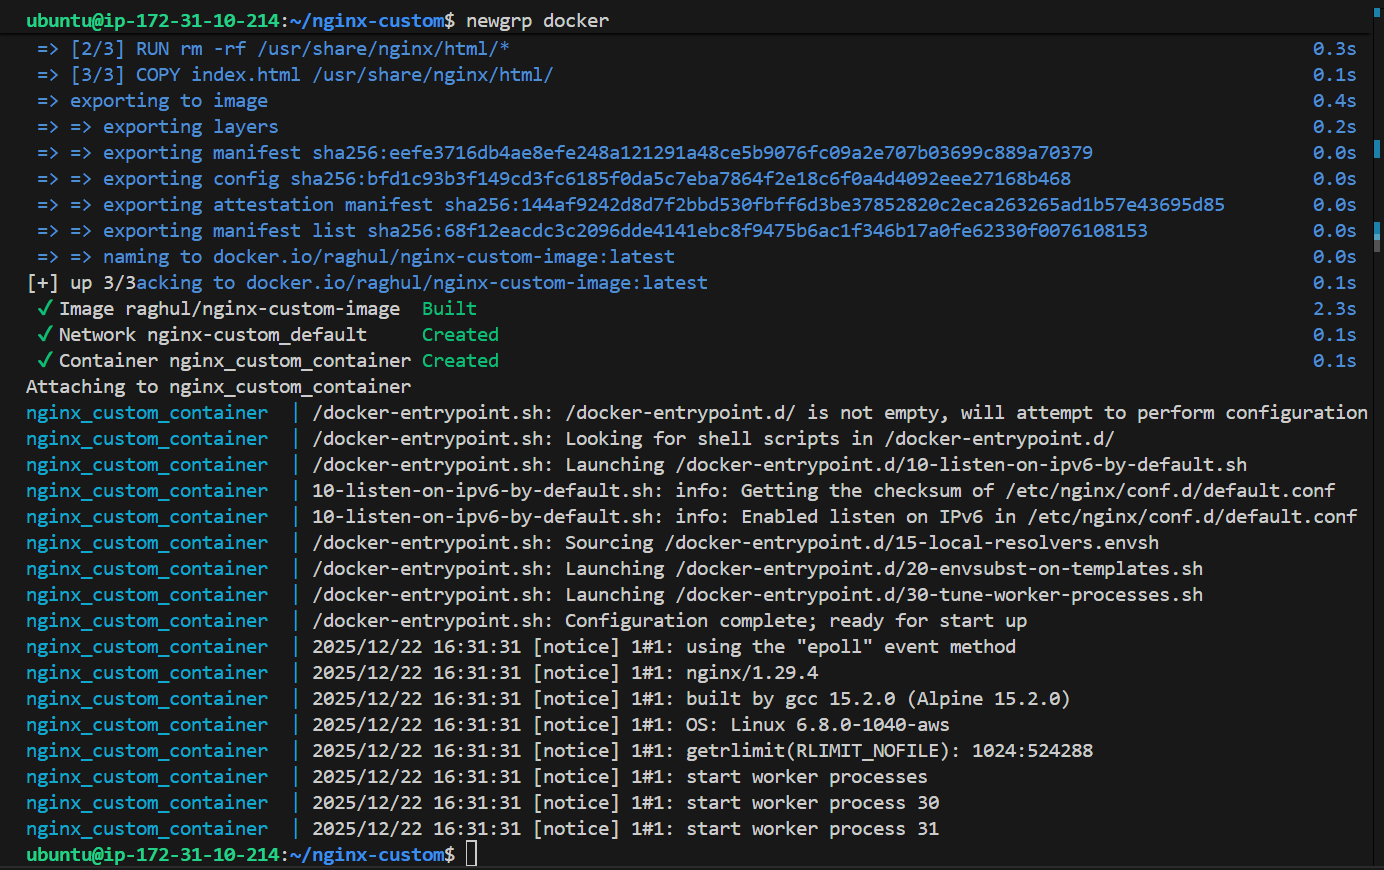 ubuntu@ip-172-31-10-214:~/nginx-custom$ newgrp docker
=> [2/3] RUN rm -rf /usr/share/nginx/html/* 0.3s
=> [3/3] COPY index.html /usr/share/nginx/html/ 0.1s
=> exporting to image 0.4s
=> => exporting layers 0.2s
=> => exporting manifest sha256:eefe3716db4ae8efe248a121291a48ce5b9076fc09a2e707b03699c889a70379 0.0s
=> => exporting config sha256:bfd1c93b3f149cd3fc6185f0da5c7eba7864f2e18c6f0a4d4092eee27168b468 0.0s
=> => exporting attestation manifest sha256:144af9242d8d7f2bbd530fbff6d3be37852820c2eca263265ad1b57e43695d85 0.0s
=> => exporting manifest list sha256:68f12eacdc3c2096dde4141ebc8f9475b6ac1f346b17a0fe62330f0076108153 0.0s
=> => naming to docker.io/raghul/nginx-custom-image:latest 0.0s
[+] up 3/3acking to docker.io/raghul/nginx-custom-image:latest 0.1s
✓ Image raghul/nginx-custom-image Built 2.3s
✓ Network nginx-custom_default Created 0.1s
✓ Container nginx_custom_container Created 0.1s
Attaching to nginx_custom_container
nginx_custom_container | /docker-entrypoint.sh: /docker-entrypoint.d/ is not empty, will attempt to perform configuration
nginx_custom_container | /docker-entrypoint.sh: Looking for shell scripts in /docker-entrypoint.d/
nginx_custom_container | /docker-entrypoint.sh: Launching /docker-entrypoint.d/10-listen-on-ipv6-by-default.sh
nginx_custom_container | 10-listen-on-ipv6-by-default.sh: info: Getting the checksum of /etc/nginx/conf.d/default.conf
nginx_custom_container | 10-listen-on-ipv6-by-default.sh: info: Enabled listen on IPv6 in /etc/nginx/conf.d/default.conf
nginx_custom_container | /docker-entrypoint.sh: Sourcing /docker-entrypoint.d/15-local-resolvers.envsh
nginx_custom_container | /docker-entrypoint.sh: Launching /docker-entrypoint.d/20-envsubst-on-templates.sh
nginx_custom_container | /docker-entrypoint.sh: Launching /docker-entrypoint.d/30-tune-worker-processes.sh
nginx_custom_container | /docker-entrypoint.sh: Configuration complete; ready for start up
nginx_custom_container | 2025/12/22 16:31:31 [notice] 1#1: using the "epoll" event method
nginx_custom_container | 2025/12/22 16:31:31 [notice] 1#1: nginx/1.29.4
nginx_custom_container | 2025/12/22 16:31:31 [notice] 1#1: built by gcc 15.2.0 (Alpine 15.2.0)
nginx_custom_container | 2025/12/22 16:31:31 [notice] 1#1: OS: Linux 6.8.0-1040-aws
nginx_custom_container | 2025/12/22 16:31:31 [notice] 1#1: getrlimit(RLIMIT_NOFILE): 1024:524288
nginx_custom_container | 2025/12/22 16:31:31 [notice] 1#1: start worker processes
nginx_custom_container | 2025/12/22 16:31:31 [notice] 1#1: start worker process 30
nginx_custom_container | 2025/12/22 16:31:31 [notice] 1#1: start worker process 31
ubuntu@ip-172-31-10-214:~/nginx-custom$